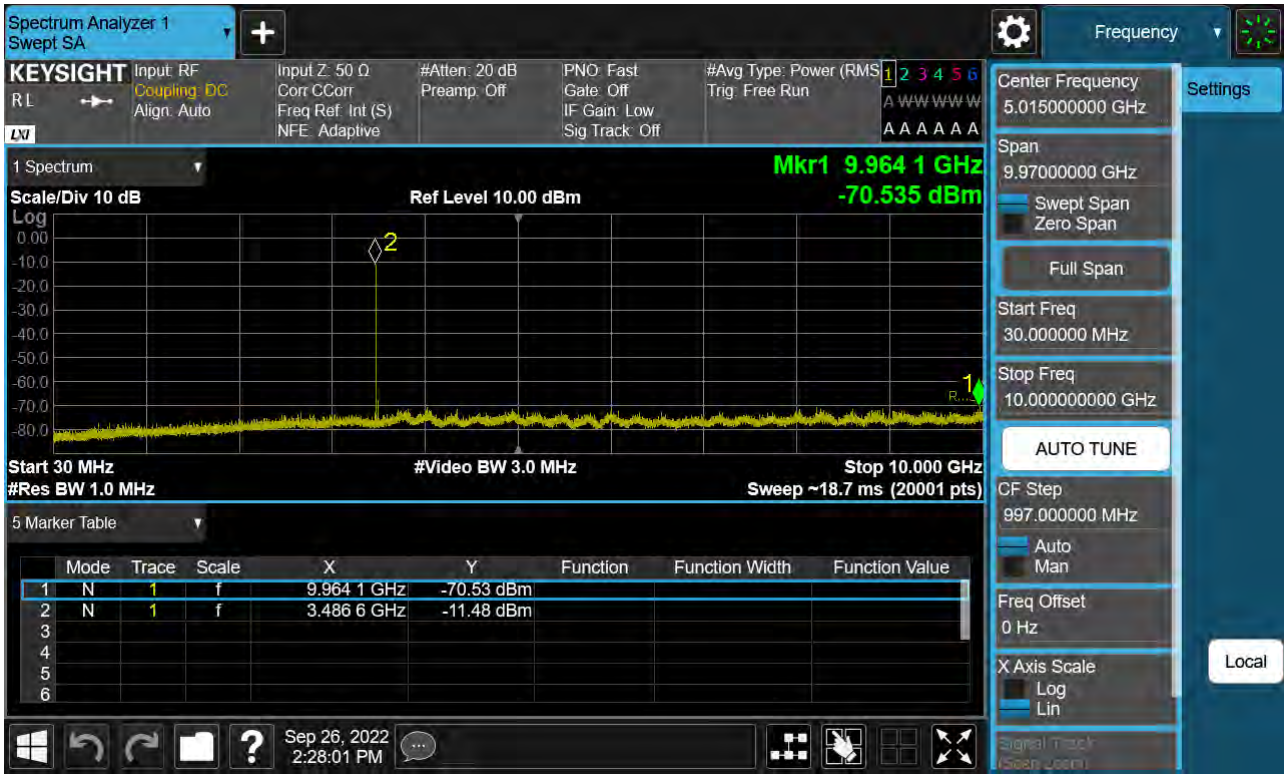 Spectrum Analyzer 1
Swept SA
+
Frequency
KEYSIGHT
RL
LXI
Input: RF
Coupling: DC
Align: Auto
Input Z: 50 Ω
Corr CCorr
Freq Ref: Int (S)
NFE: Adaptive
#Atten: 20 dB
Preamp: Off
PNO: Fast
Gate: Off
IF Gain: Low
Sig Track: Off
#Avg Type: Power (RMS
Trig: Free Run
1 2 3 4 5 6
A W W W W W
A A A A A A
1 Spectrum
Mkr1 9.964 1 GHz
-70.535 dBm
Scale/Div 10 dB
Ref Level 10.00 dBm
Log
0.00
-10.0
-20.0
-30.0
-40.0
-50.0
-60.0
-70.0
-80.0
2
1
Start 30 MHz
#Video BW 3.0 MHz
Stop 10.000 GHz
#Res BW 1.0 MHz
Sweep ~18.7 ms (20001 pts)
5 Marker Table
Mode Trace Scale X Y Function Function Width Function Value
1 N 1 f 9.964 1 GHz -70.53 dBm
2 N 1 f 3.486 6 GHz -11.48 dBm
3
4
5
6
Sep 26, 2022
2:28:01 PM
Center Frequency
5.015000000 GHz
Settings
Span
9.97000000 GHz
Swept Span
Zero Span
Full Span
Start Freq
30.000000 MHz
Stop Freq
10.000000000 GHz
AUTO TUNE
CF Step
997.000000 MHz
Auto
Man
Freq Offset
0 Hz
X Axis Scale
Log
Lin
Signal Track
(Span Zoom)
Local